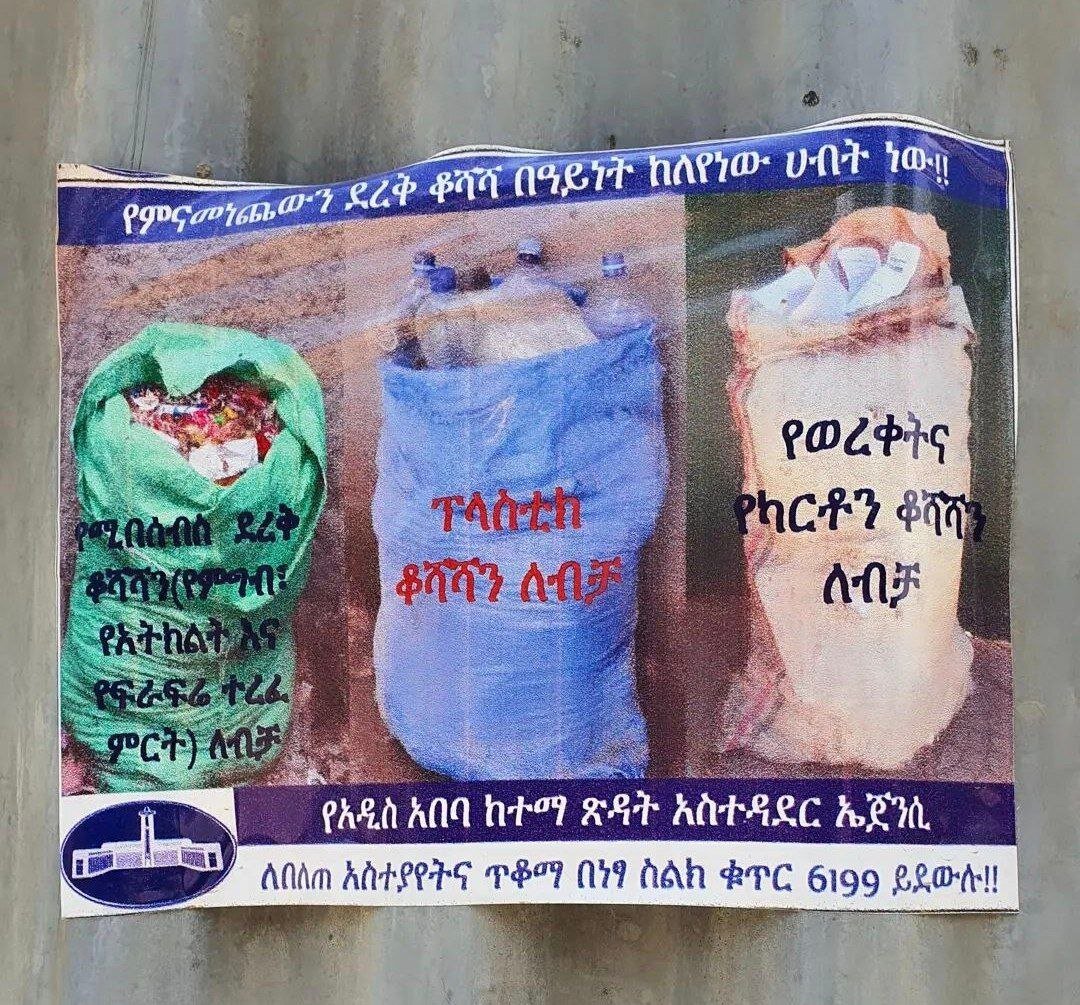 የምናመነጨውን ደረቅ ቆሻሻ በዓይነት ከለየነው ሀብት ነው!!
የሚበሰብስ ደረቅ
ቆሻሻን(የምግብ፣
የአትክልት እና
የፍራፍሬ ተረፈ
ምርት) ለብቻ
ፕላስቲክ
ቆሻሻን ለብቻ
የወረቀትና
የካርቶን ቆሻሻን
ለብቻ
የአዲስ አበባ ከተማ ጽዳት አስተዳደር ኤጀንሲ
ለበለጠ አስተያየትና ጥቆማ በነፃ ስልክ ቁጥር 6199 ይደውሉ!!